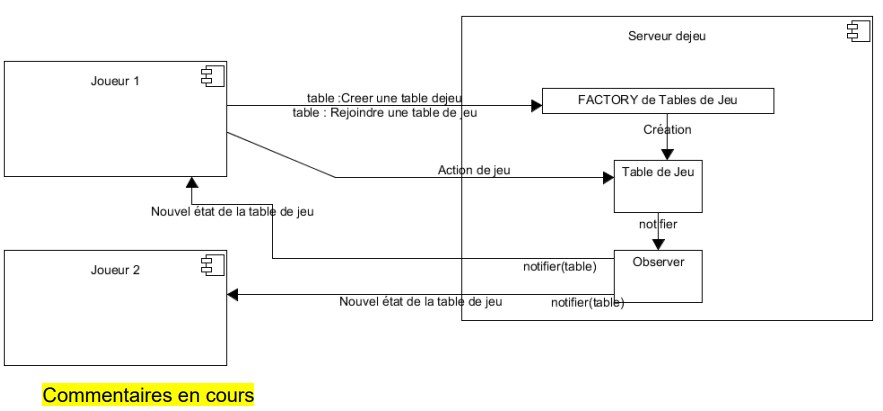 Serveur dejeu
Joueur 1
table :Creer une table dejeu
table : Rejoindre une table de jeu
FACTORY de Tables de Jeu
Création
Action de jeu
Table de Jeu
Nouvel état de la table de jeu
notifier
Joueur 2
notifier(table)
Observer
Nouvel état de la table de jeu
notifier(table)
Commentaires en cours